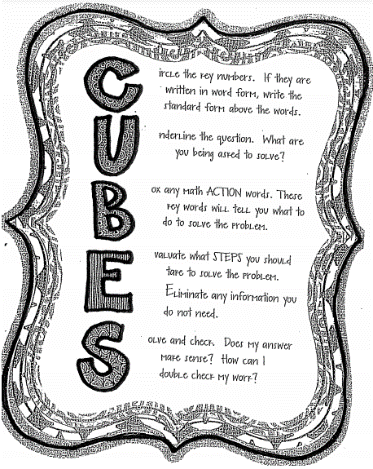 CUBES
ircle the key numbers. If they are
written in word form, write the
standard form above the words.
nderline the question. What are
you being asked to solve?
ox any math ACTION words. These
key words will tell you what to
do to solve the problem.
valuate what STEPS you should
take to solve the problem.
Eliminate any information you
do not need.
olve and check. Does my answer
make sense? How can I
double check my work?